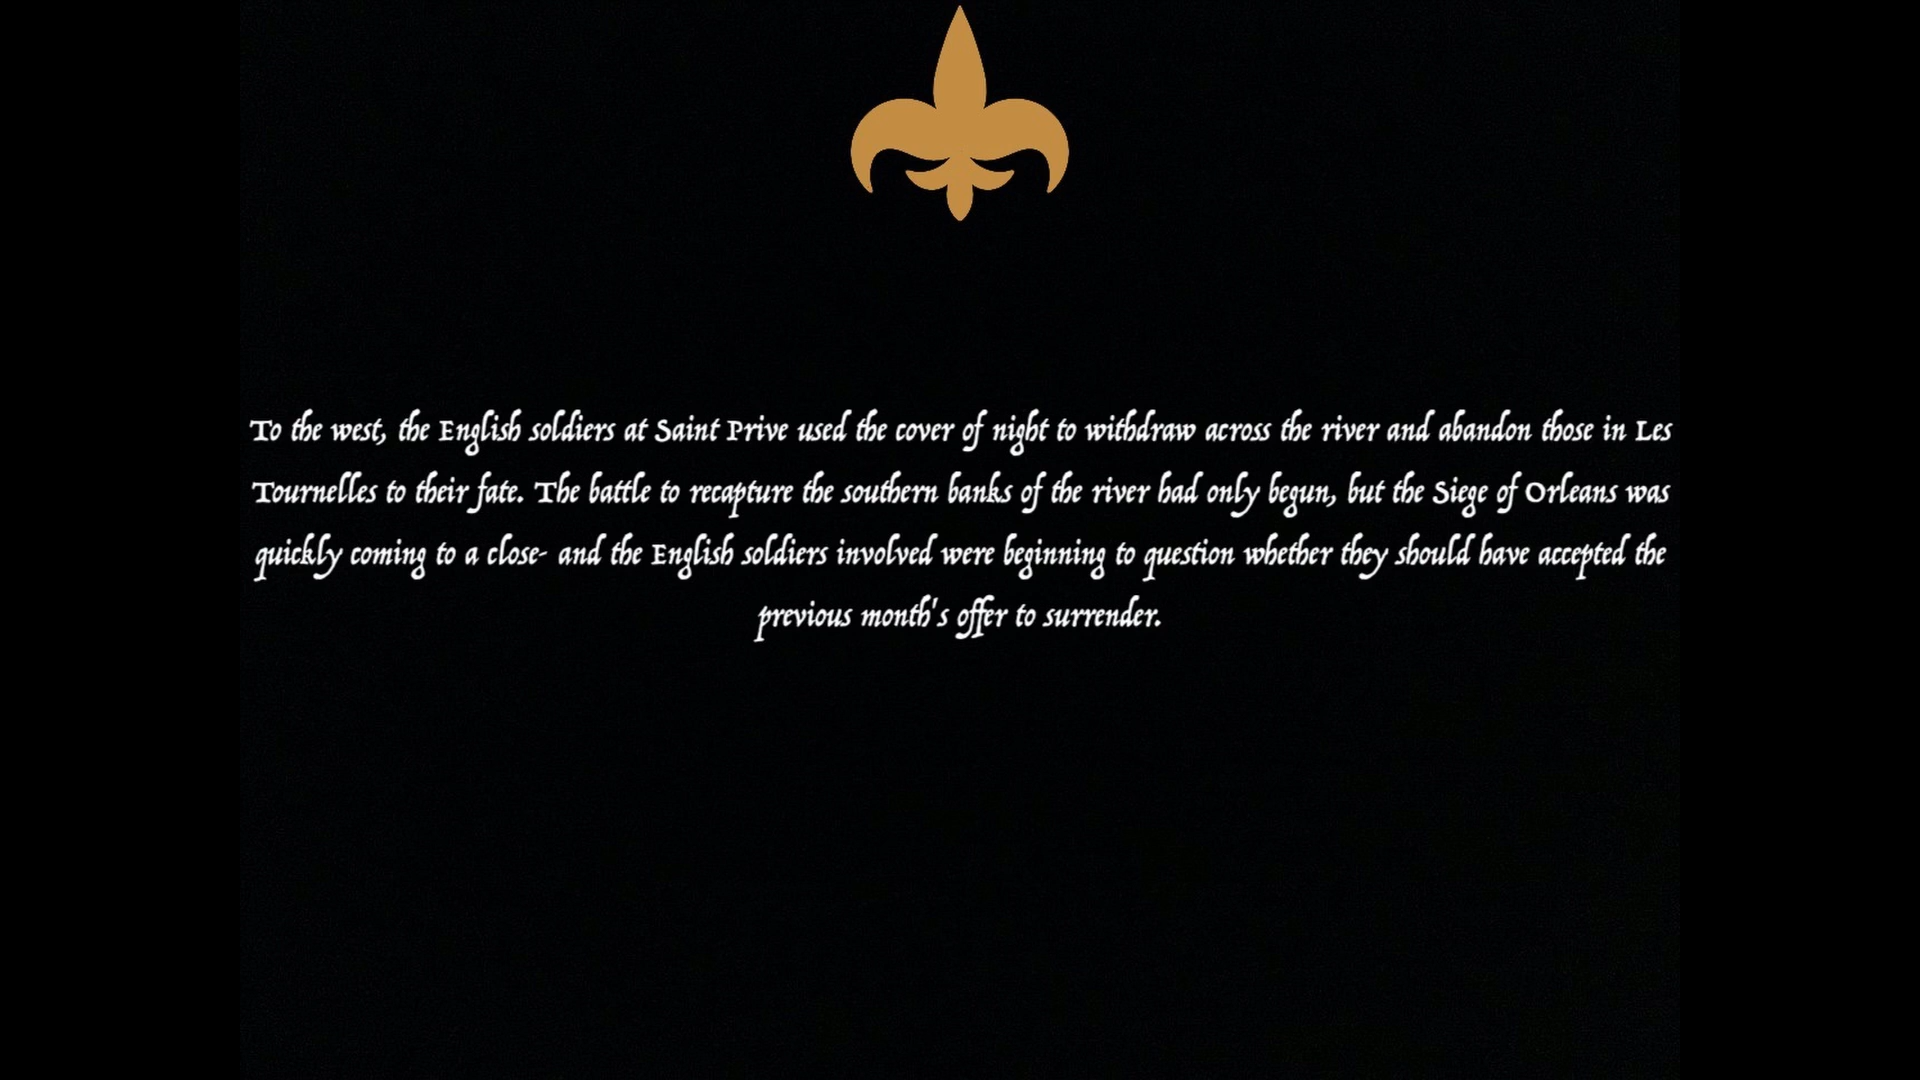 To the west, the English soldiers at Saint Prive used the cover of night to withdraw across the river and abandon those in Les
Tournelles to their fate. The battle to recapture the southern banks of the river had only begun, but the Siege of Orleans was
quickly coming to a close- and the English soldiers involved were beginning to question whether they should have accepted the
previous month's offer to surrender.